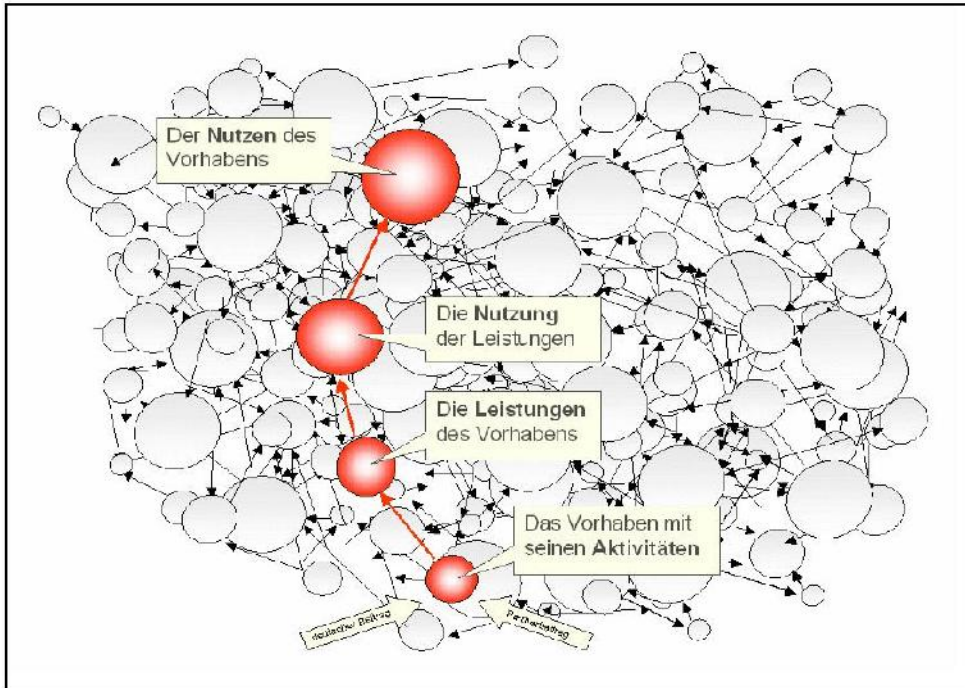 Der Nutzen des
Vorhabens
Die Nutzung
der Leistungen
Die Leistungen
des Vorhabens
Das Vorhaben mit
seinen Aktivitäten
deutscher Beitrag
Partnerbeitrag